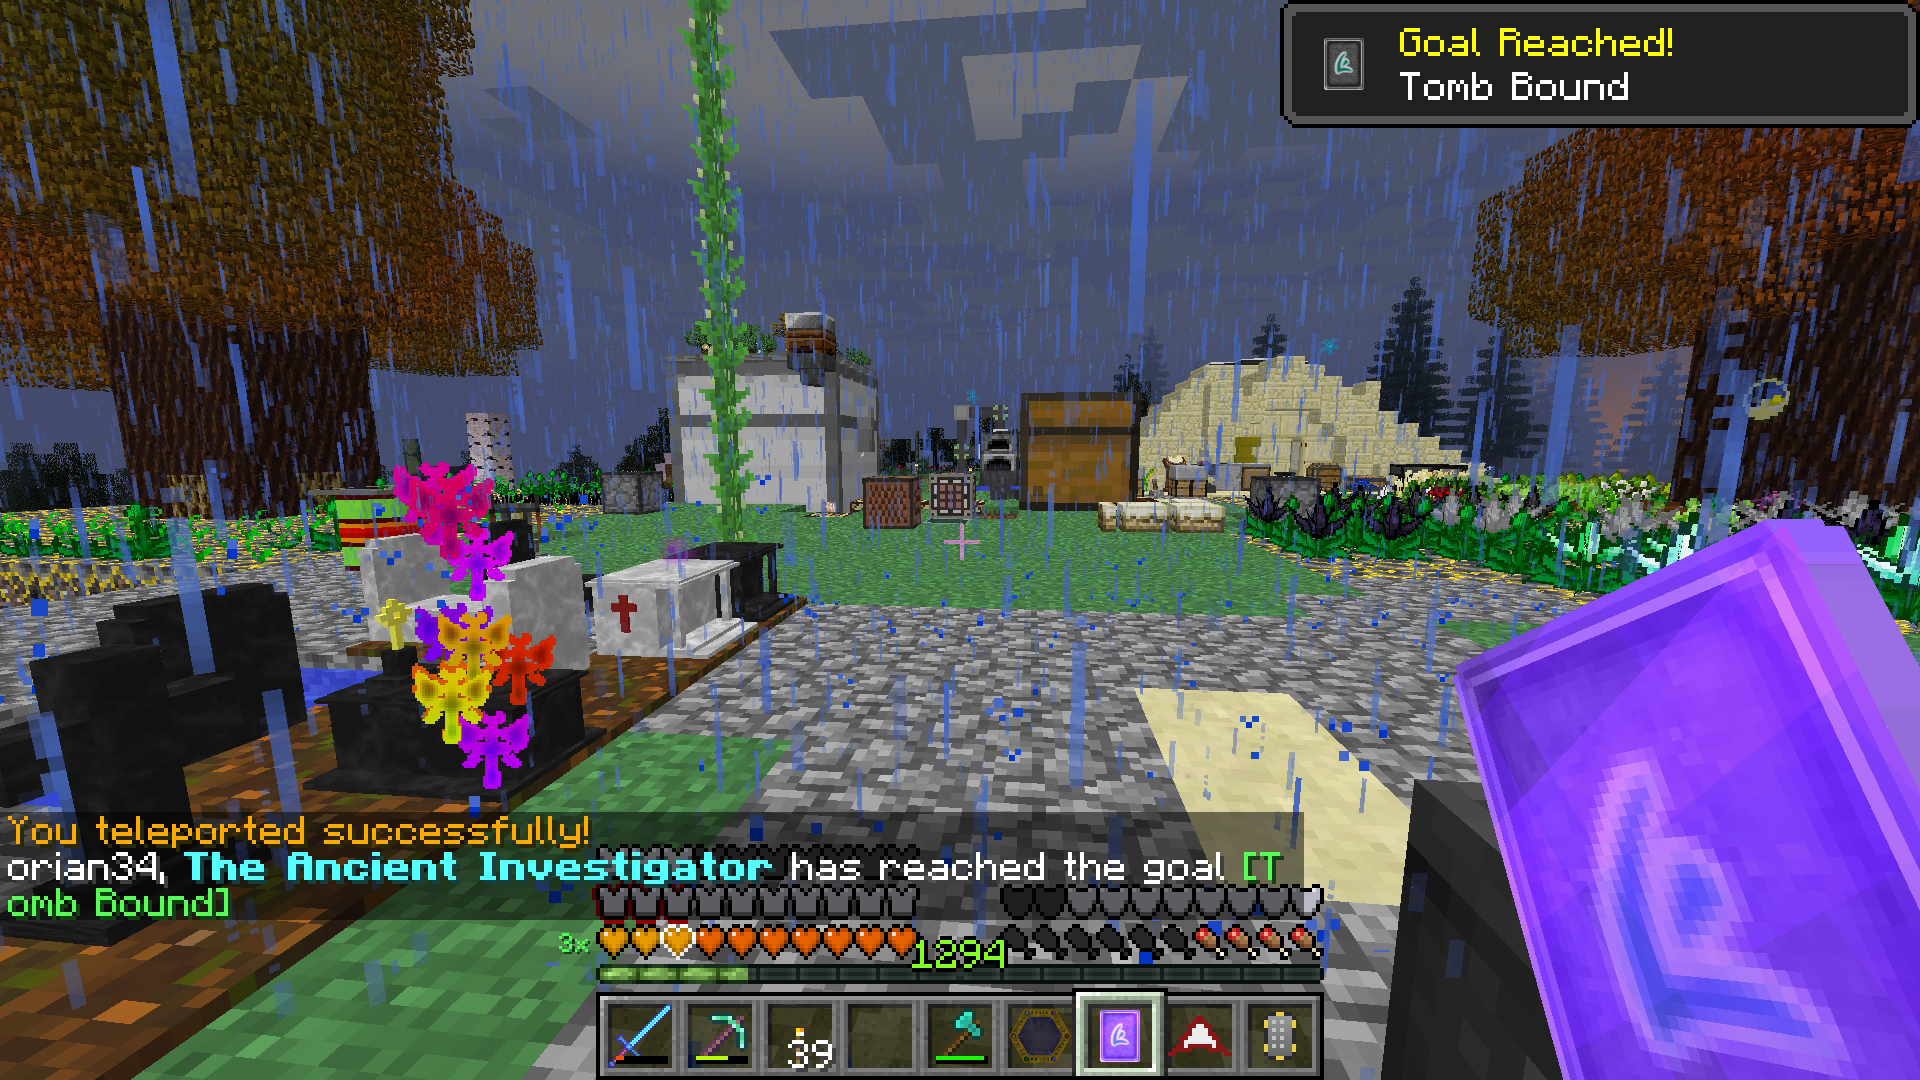 Goal Reached!
Tomb Bound
You teleported successfully!
orian34, The Ancient Investigator has reached the goal [T
omb Bound]
3x
1294
39